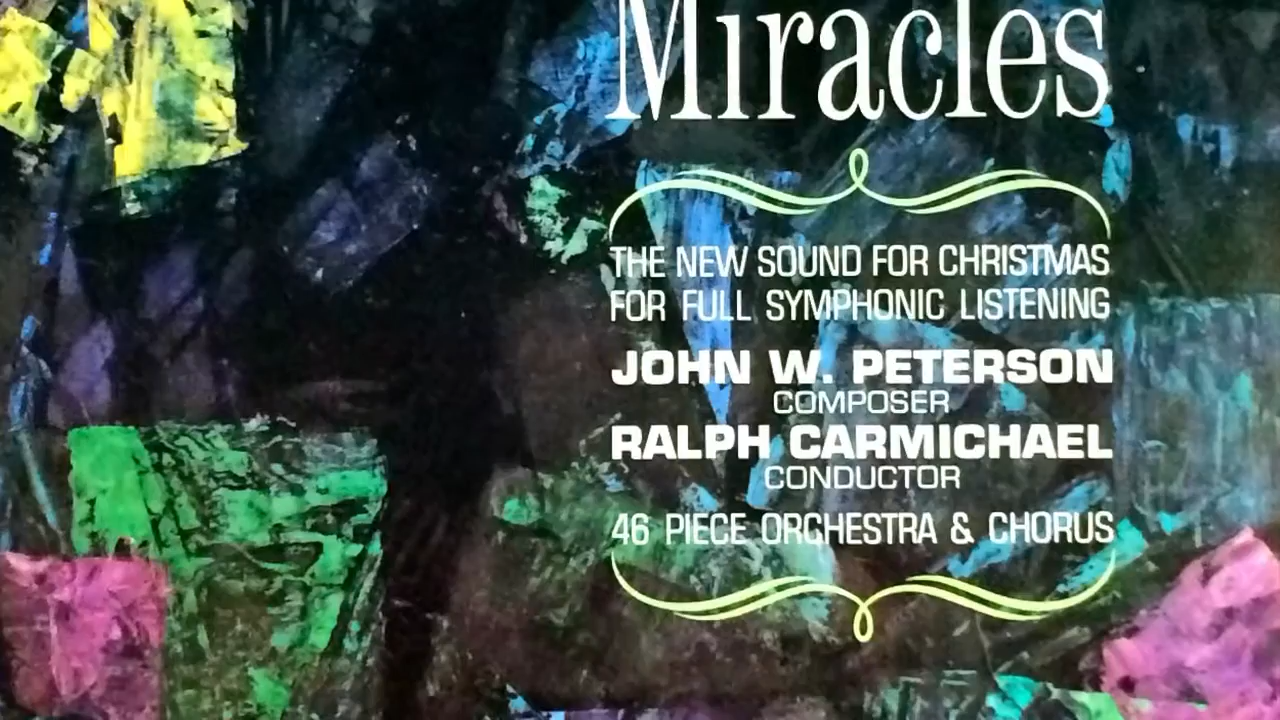 Miracles
THE NEW SOUND FOR CHRISTMAS
FOR FULL SYMPHONIC LISTENING
JOHN W. PETERSON
COMPOSER
RALPH CARMICHAEL
CONDUCTOR
46 PIECE ORCHESTRA & CHORUS